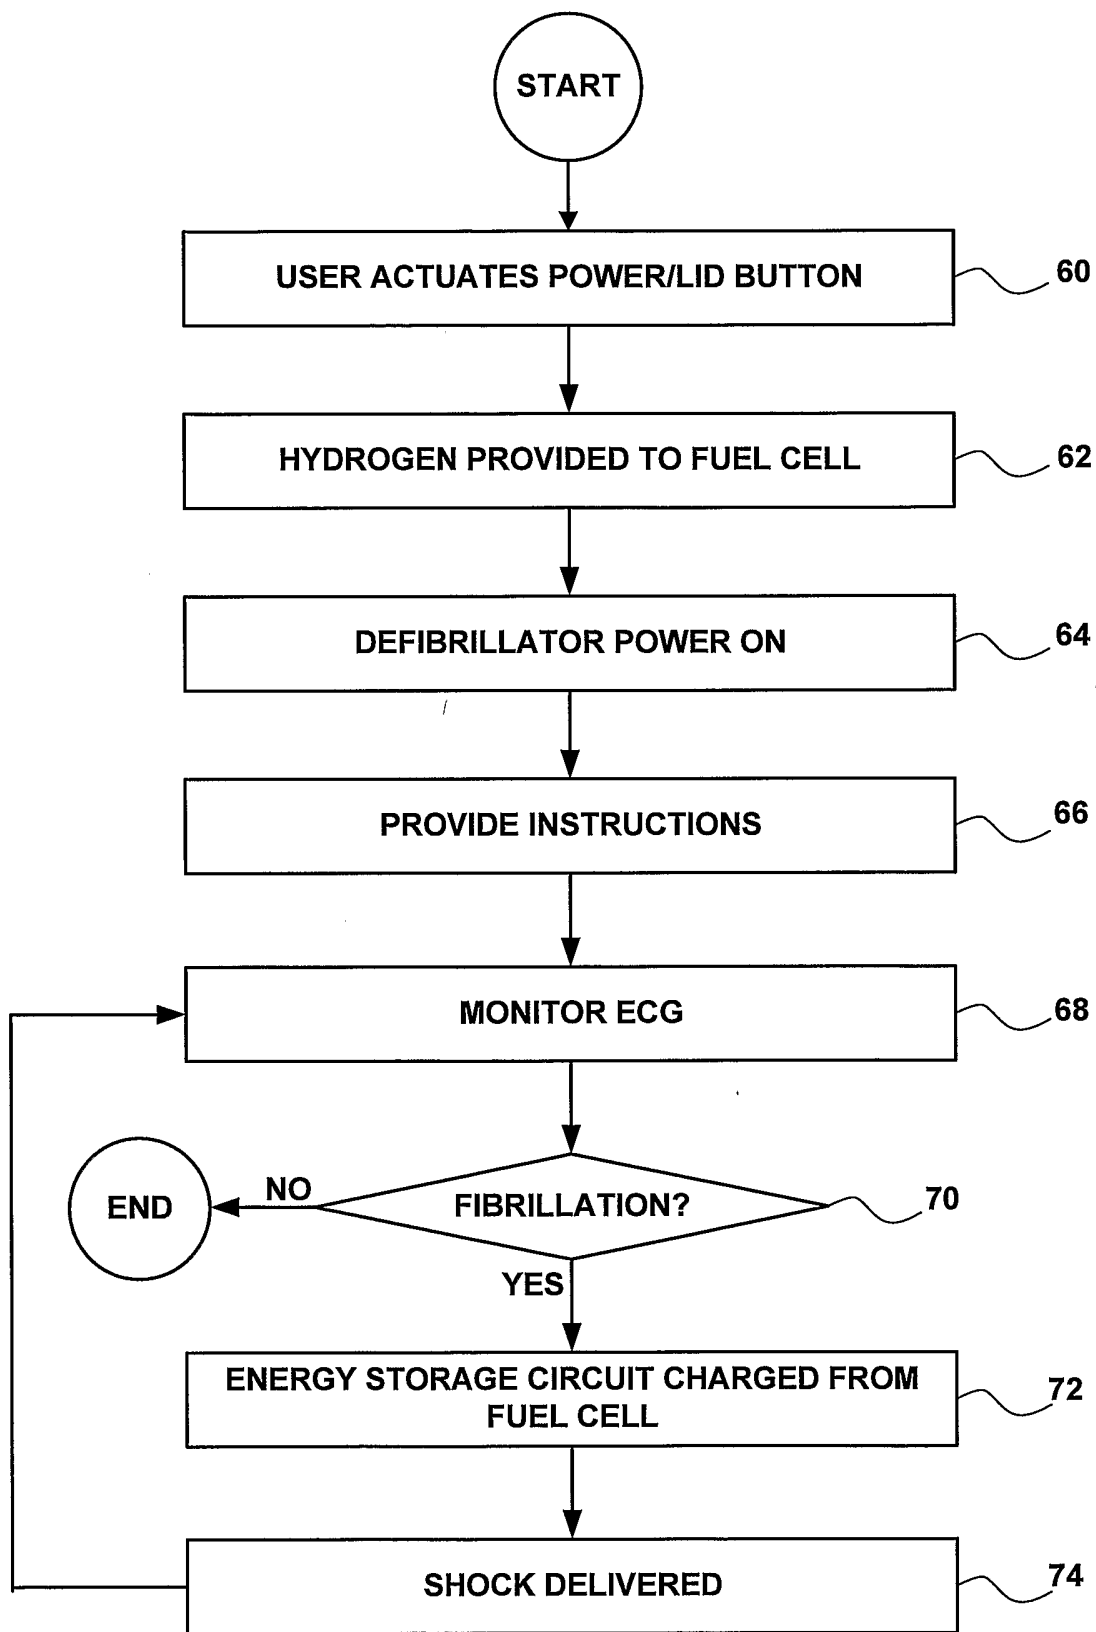 START
USER ACTUATES POWER/LID BUTTON
60
HYDROGEN PROVIDED TO FUEL CELL
62
DEFIBRILLATOR POWER ON
64
PROVIDE INSTRUCTIONS
66
MONITOR ECG
68
END
NO
FIBRILLATION?
70
YES
ENERGY STORAGE CIRCUIT CHARGED FROM
FUEL CELL
72
SHOCK DELIVERED
74